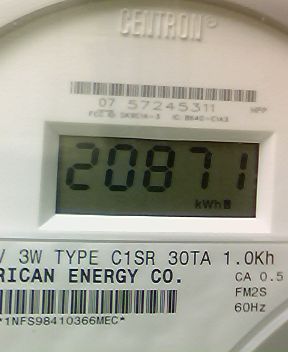 CENTRON®
07 57245311
20871
kWh
3W TYPE C1SR 30TA 1.0Kh
RICAN ENERGY CO. CA 0.5
FM2S
*1NFS98410366MEC* 60Hz